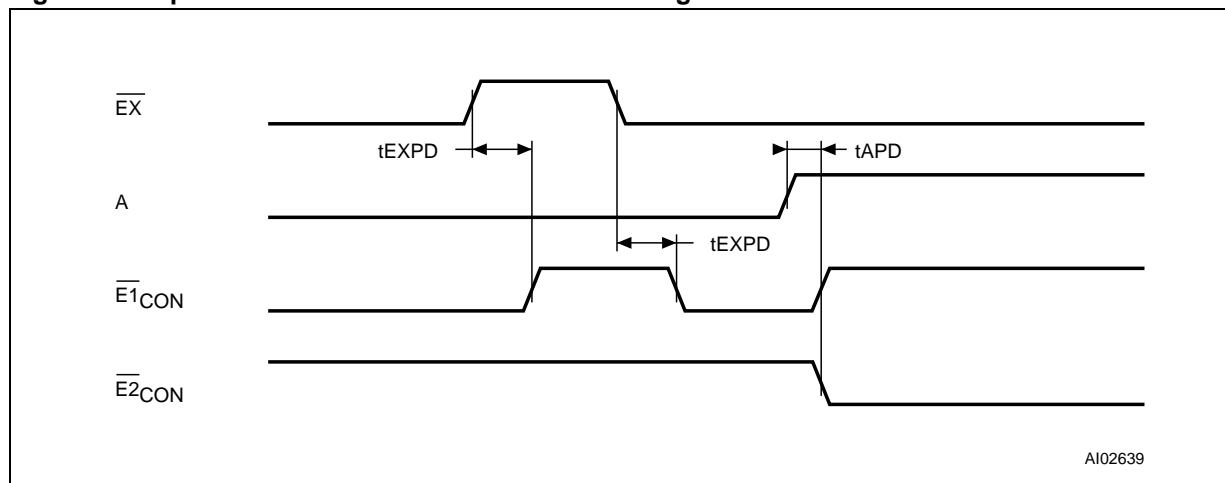 EX
tEXPD
tAPD
A
tEXPD
E1CON
E2CON
AI02639